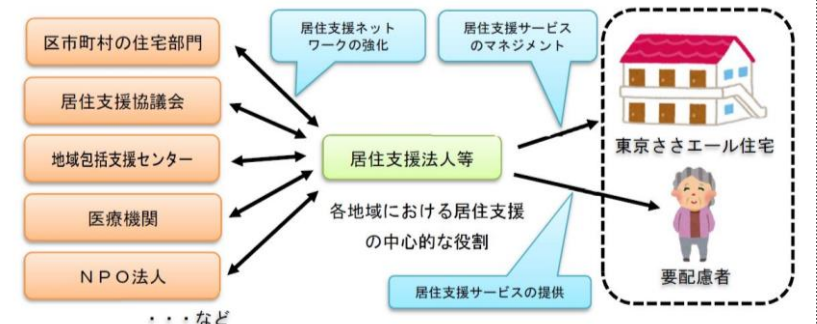 区市町村の住宅部門
居住支援協議会
地域包括支援センター
医療機関
NPO法人
・・・など
居住支援ネット
ワークの強化
居住支援サービス
のマネジメント
居住支援法人等
各地域における居住支援
の中心的な役割
居住支援サービスの提供
東京ささエール住宅
要配慮者